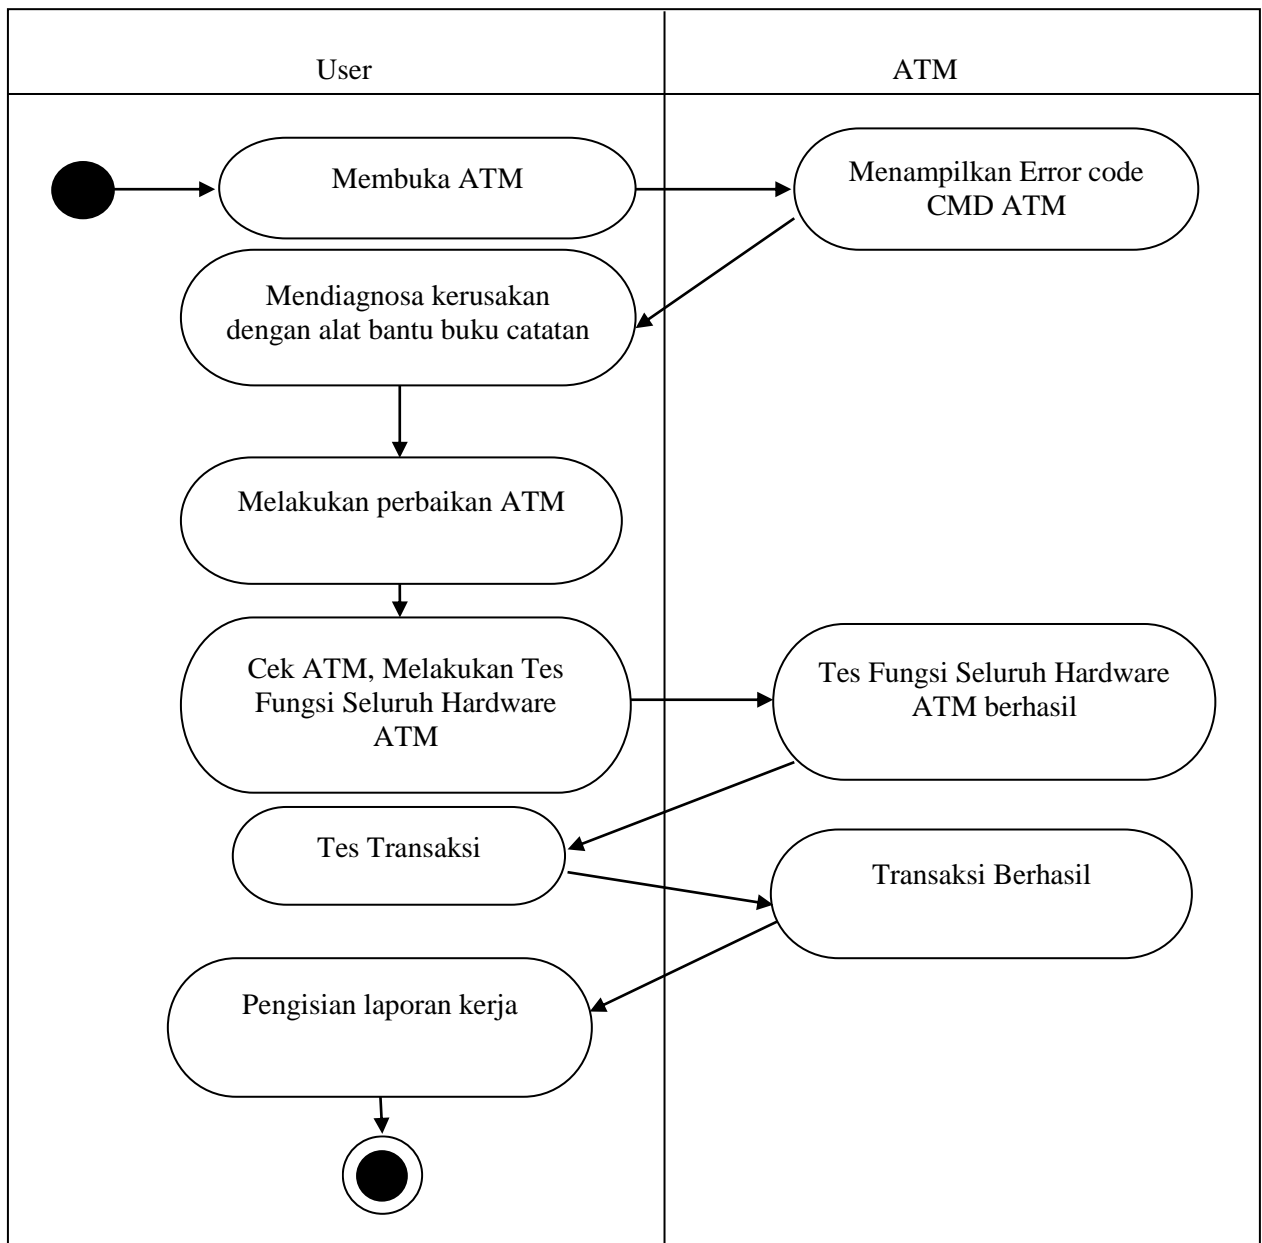 User
ATM
Membuka ATM
Menampilkan Error code
CMD ATM
Mendiagnosa kerusakan
dengan alat bantu buku catatan
Melakukan perbaikan ATM
Cek ATM, Melakukan Tes
Fungsi Seluruh Hardware
ATM
Tes Fungsi Seluruh Hardware
ATM berhasil
Tes Transaksi
Transaksi Berhasil
Pengisian laporan kerja